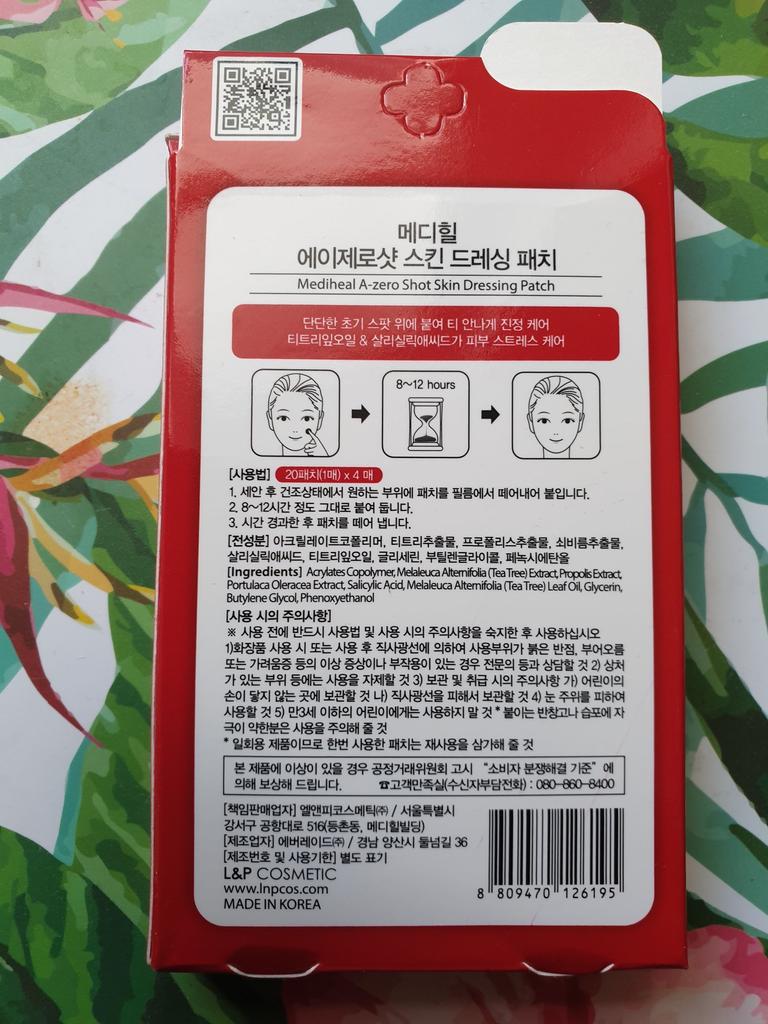 메디힐
에이제로샷 스킨 드레싱 패치
Mediheal A-zero Shot Skin Dressing Patch
단단한 초기 스팟 위에 붙여 티 안나게 진정 케어
티트리잎오일 & 살리실릭애씨드가 피부 스트레스 케어
8~12 hours
[사용법] 20패치(1매) x 4 매
1. 세안 후 건조상태에서 원하는 부위에 패치를 필름에서 떼어내어 붙입니다.
2. 8~12시간 정도 그대로 붙여 둡니다.
3. 시간 경과한 후 패치를 떼어 냅니다.
[전성분] 아크릴레이트코폴리머, 티트리추출물, 프로폴리스추출물, 쇠비름추출물,
살리실릭애씨드, 티트리잎오일, 글리세린, 부틸렌글라이콜, 페녹시에탄올
[Ingredients] Acrylates Copolymer, Melaleuca Alternifolia (Tea Tree) Extract, Propolis Extract,
Portulaca Oleracea Extract, Salicylic Acid, Melaleuca Alternifolia (Tea Tree) Leaf Oil, Glycerin,
Butylene Glycol, Phenoxyethanol
[사용 시의 주의사항]
※ 사용 전에 반드시 사용법 및 사용 시의 주의사항을 숙지한 후 사용하십시오
1)화장품 사용 시 또는 사용 후 직사광선에 의하여 사용부위가 붉은 반점, 부어오름
또는 가려움증 등의 이상 증상이나 부작용이 있는 경우 전문의 등과 상담할 것 2) 상처
가 있는 부위 등에는 사용을 자제할 것 3) 보관 및 취급 시의 주의사항 가) 어린이의
손이 닿지 않는 곳에 보관할 것 나) 직사광선을 피해서 보관할 것 4) 눈 주위를 피하여
사용할 것 5) 만3세 이하의 어린이에게는 사용하지 말 것 * 붙이는 반창고나 습포에 자
극이 약한분은 사용을 주의해 줄 것
* 일회용 제품이므로 한번 사용한 패치는 재사용을 삼가해 줄 것
본 제품에 이상이 있을 경우 공정거래위원회 고시 “소비자 분쟁해결 기준” 에
의해 보상해 드립니다. ☎고객만족실(수신자부담전화) : 080-860-8400
[책임판매업자] 엘앤피코스메틱㈜ / 서울특별시
강서구 공항대로 516(등촌동, 메디힐빌딩)
[제조업자] 에버레이드㈜ / 경남 양산시 둘넘길 36
[제조번호 및 사용기한] 별도 표기
L&P COSMETIC
www.lnpcos.com
MADE IN KOREA
8 809470 126195